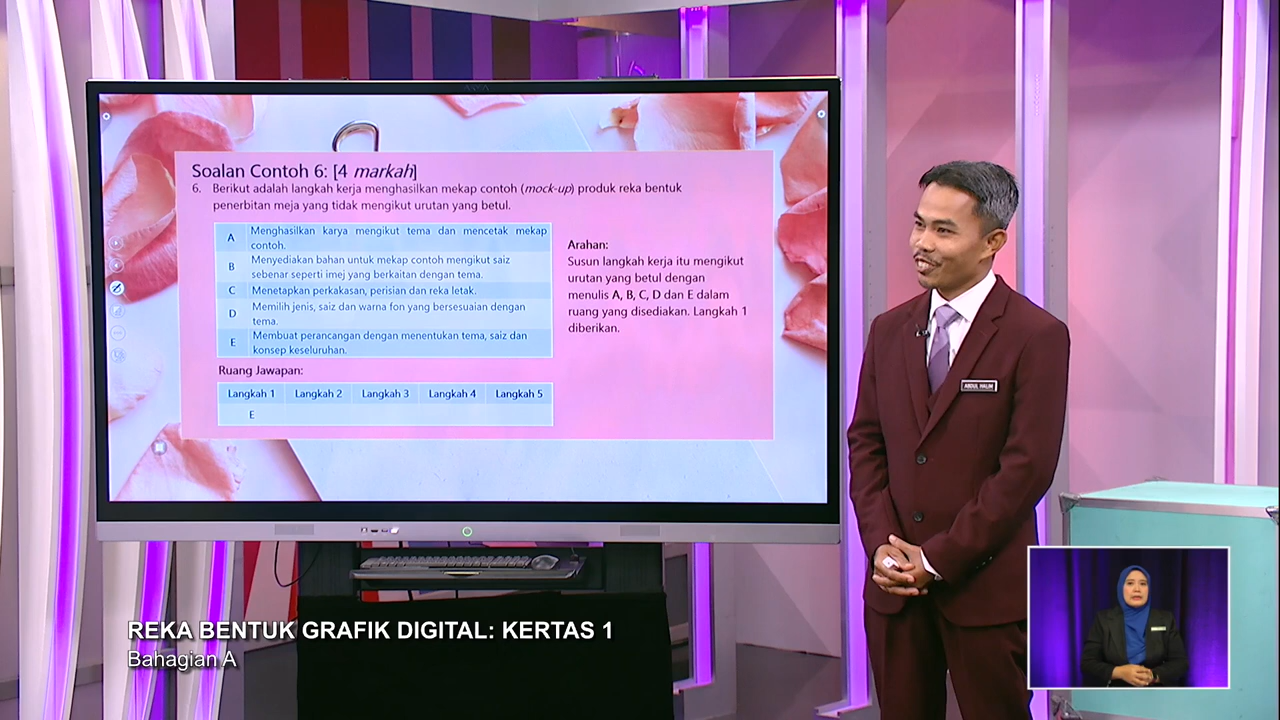 Soalan Contoh 6: [4 markah]
6. Berikut adalah langkah kerja menghasilkan mekap contoh (mock-up) produk reka bentuk
penerbitan meja yang tidak mengikut urutan yang betul.
A Menghasilkan karya mengikut tema dan mencetak mekap
contoh.
B Menyediakan bahan untuk mekap contoh mengikut saiz
sebenar seperti imej yang berkaitan dengan tema.
C Menetapkan perkakasan, perisian dan reka letak.
D Memilih jenis, saiz dan warna fon yang bersesuaian dengan
tema.
E Membuat perancangan dengan menentukan tema, saiz dan
konsep keseluruhan.
Arahan:
Susun langkah kerja itu mengikut
urutan yang betul dengan
menulis A, B, C, D dan E dalam
ruang yang disediakan. Langkah 1
diberikan.
Ruang Jawapan:
Langkah 1 Langkah 2 Langkah 3 Langkah 4 Langkah 5
E
ABDUL HALIM
REKA BENTUK GRAFIK DIGITAL: KERTAS 1
Bahagian A